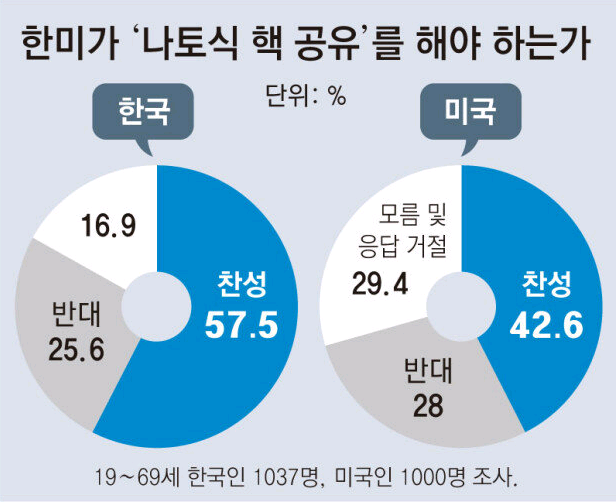 한미가 ‘나토식 핵 공유’를 해야 하는가
단위: %
한국
16.9
반대
25.6
찬성
57.5
미국
모름 및
응답 거절
29.4
반대
28
찬성
42.6
19～69세 한국인 1037명, 미국인 1000명 조사.